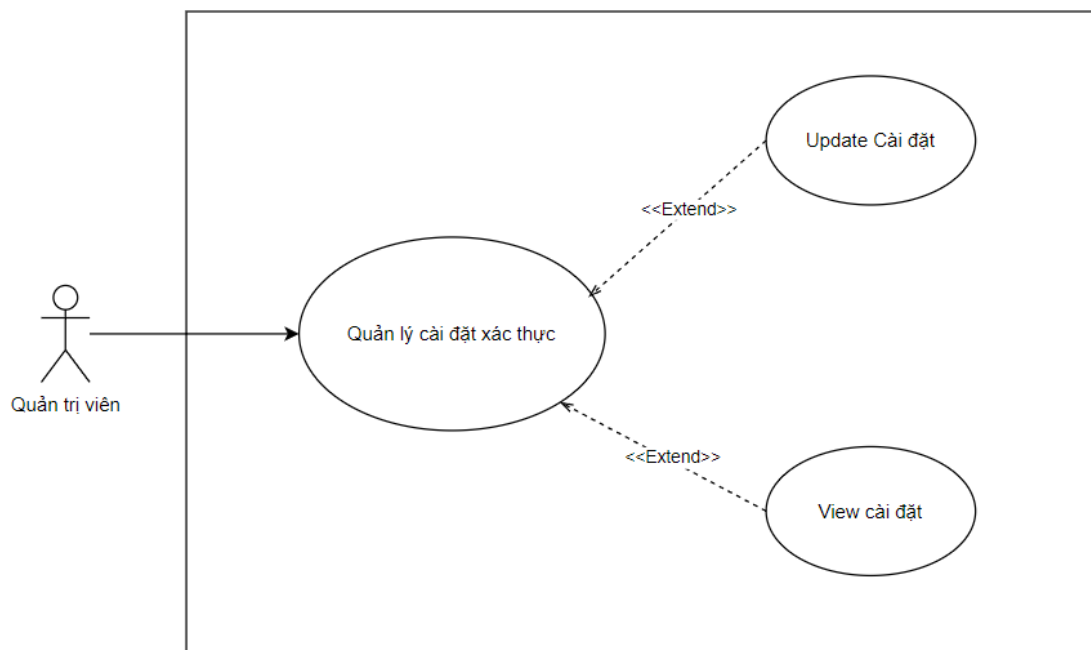 Update Cài đặt
<<Extend>>
Quản lý cài đặt xác thực
Quản trị viên
<<Extend>>
View cài đặt